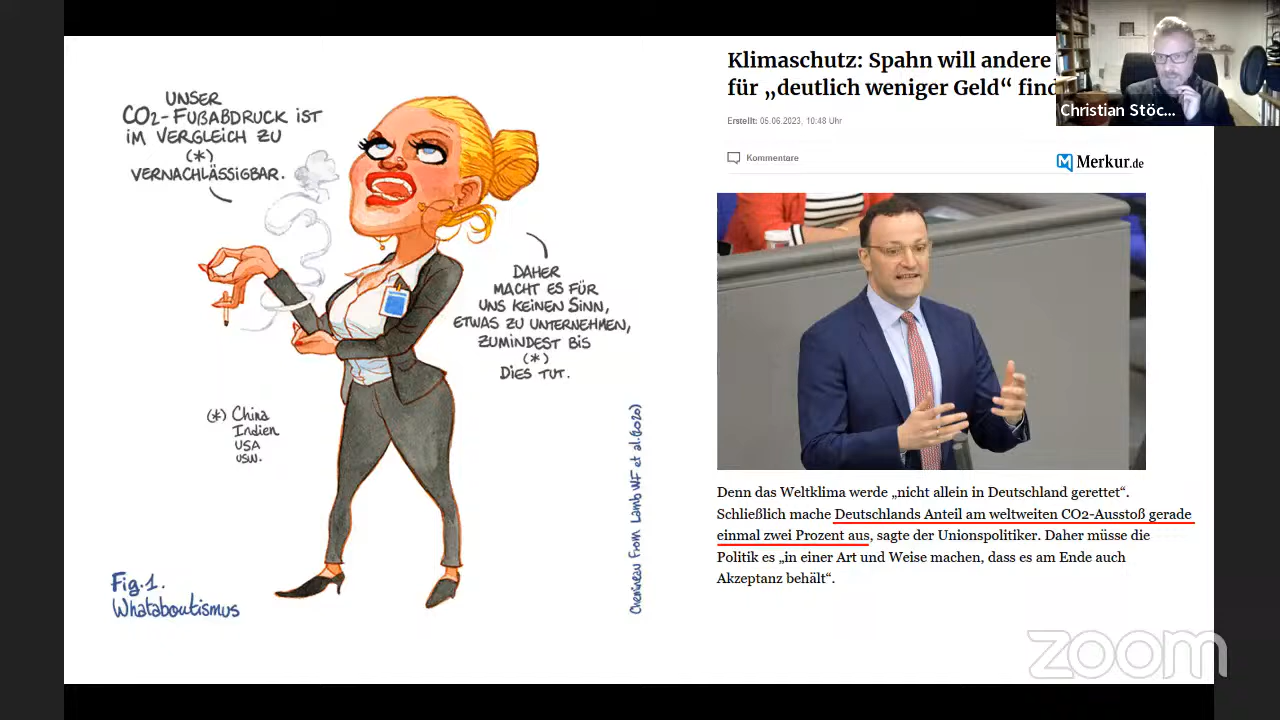 UNSER
CO2-FUẞABDRUCK IST
IM VERGLEICH ZU
(*)
VERNACHLÄSSIGBAR.
DAHER
MACHT ES FÜR
UNS KEINEN SINN,
ETWAS ZU UNTERNEHMEN,
ZUMINDEST BIS
(*)
DIES TUT.
(*) China
Indien
USA
USW.
Fig.1.
Whataboutismus
Chemineau From Lamb WF et al. (2020)
Klimaschutz: Spahn will andere
für „deutlich weniger Geld“ find
Erstellt: 05.06.2023, 10:48 Uhr
Kommentare
Merkur.de
Denn das Weltklima werde „nicht allein in Deutschland gerettet“.
Schließlich mache Deutschlands Anteil am weltweiten CO2-Ausstoß gerade
einmal zwei Prozent aus, sagte der Unionspolitiker. Daher müsse die
Politik es „in einer Art und Weise machen, dass es am Ende auch
Akzeptanz behält“.
Christian Stöc...
zoom